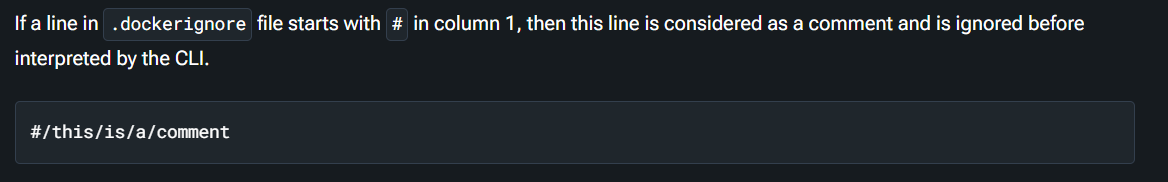 If a line in .dockerignore file starts with # in column 1, then this line is considered as a comment and is ignored before
interpreted by the CLI.
#/this/is/a/comment